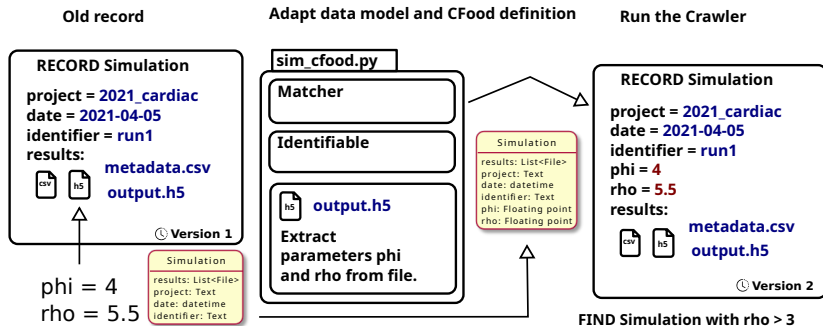 Old record
Adapt data model and CFood definition
Run the Crawler
RECORD Simulation
project = 2021_cardiac
date = 2021-04-05
identifier = run1
results:
csv
h5
metadata.csv
output.h5
Version 1
phi = 4
rho = 5.5
Simulation
results: List<File>
project: Text
date: datetime
identifier: Text
sim_cfood.py
Matcher
Identifiable
h5
output.h5
Extract
parameters phi
and rho from file.
Simulation
results: List<File>
project: Text
date: datetime
identifier: Text
phi: Floating point
rho: Floating point
RECORD Simulation
project = 2021_cardiac
date = 2021-04-05
identifier = run1
phi = 4
rho = 5.5
results:
csv
h5
metadata.csv
output.h5
Version 2
FIND Simulation with rho > 3